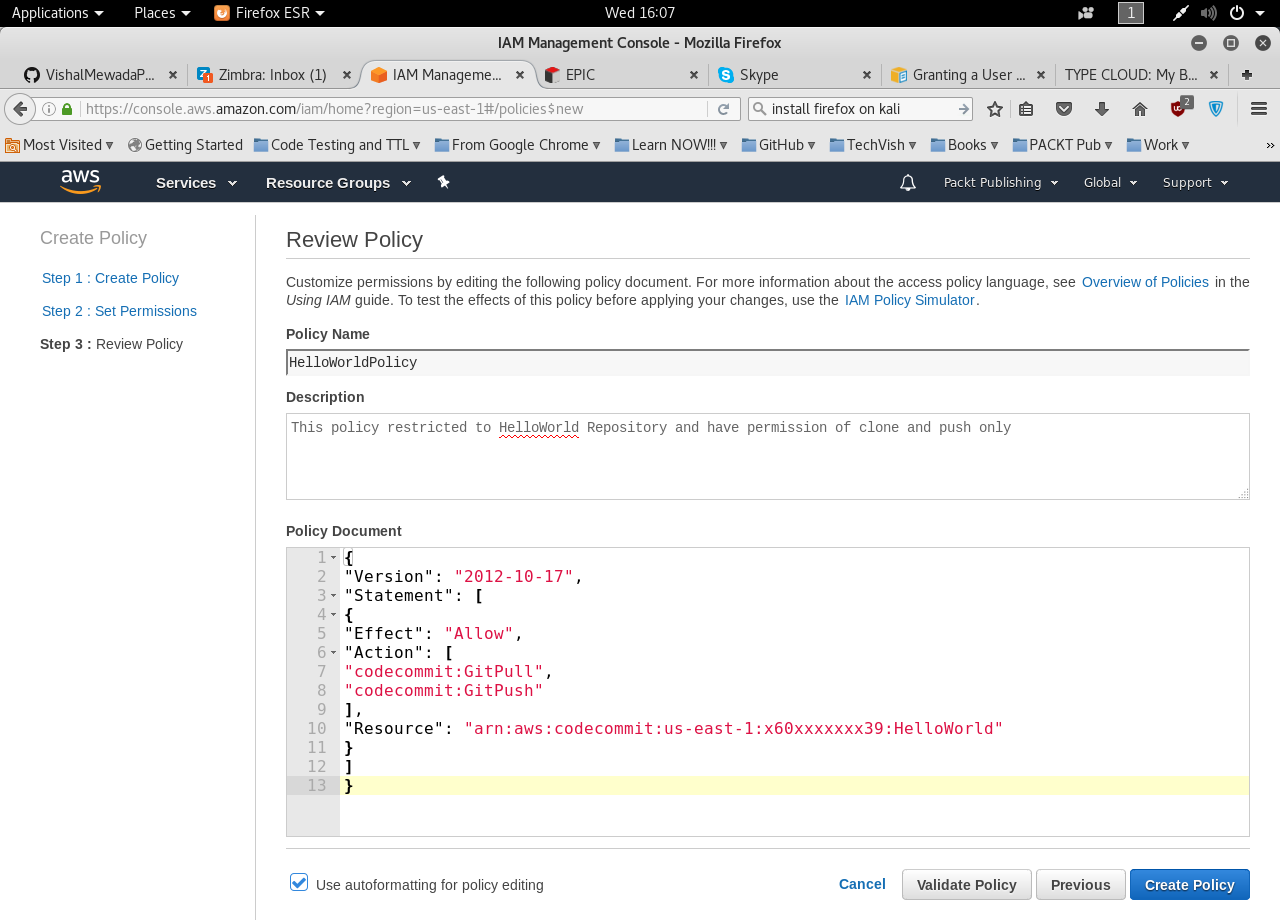 Applications Places Firefox ESR Wed 16:07 1
IAM Management Console - Mozilla Firefox
VishalMewadaP... Zimbra: Inbox (1) IAM Manageme... EPIC Skype Granting a User ... TYPE CLOUD: My B...
https://console.aws.amazon.com/iam/home?region=us-east-1#/policies$new install firefox on kali 2
Most Visited Getting Started Code Testing and TTL From Google Chrome Learn NOW!!! GitHub TechVish Books PACKT Pub Work »
aws Services Resource Groups Packt Publishing Global Support
Create Policy
Step 1 : Create Policy
Step 2 : Set Permissions
Step 3 : Review Policy
Review Policy
Customize permissions by editing the following policy document. For more information about the access policy language, see Overview of Policies in the
Using IAM guide. To test the effects of this policy before applying your changes, use the IAM Policy Simulator.
Policy Name
HelloWorldPolicy
Description
This policy restricted to HelloWorld Repository and have permission of clone and push only
Policy Document
1 {
2 "Version": "2012-10-17",
3 "Statement": [
4 {
5 "Effect": "Allow",
6 "Action": [
7 "codecommit:GitPull",
8 "codecommit:GitPush"
9 ],
10 "Resource": "arn:aws:codecommit:us-east-1:x60xxxxxxx39:HelloWorld"
11 }
12 ]
13 }
Use autoformatting for policy editing Cancel Validate Policy Previous Create Policy